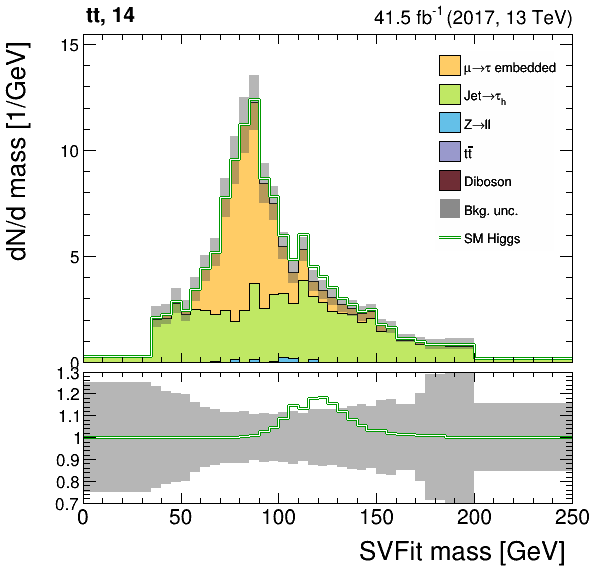 tt, 14
41.5 fb⁻¹ (2017, 13 TeV)
dN/d mass [1/GeV]
15
10
5
0
μ→τ embedded
Jet→τₕ
Z→ll
tt̄
Diboson
Bkg. unc.
SM Higgs
1.3
1.2
1.1
1
0.9
0.8
0.7
0 50 100 150 200 250
SVFit mass [GeV]